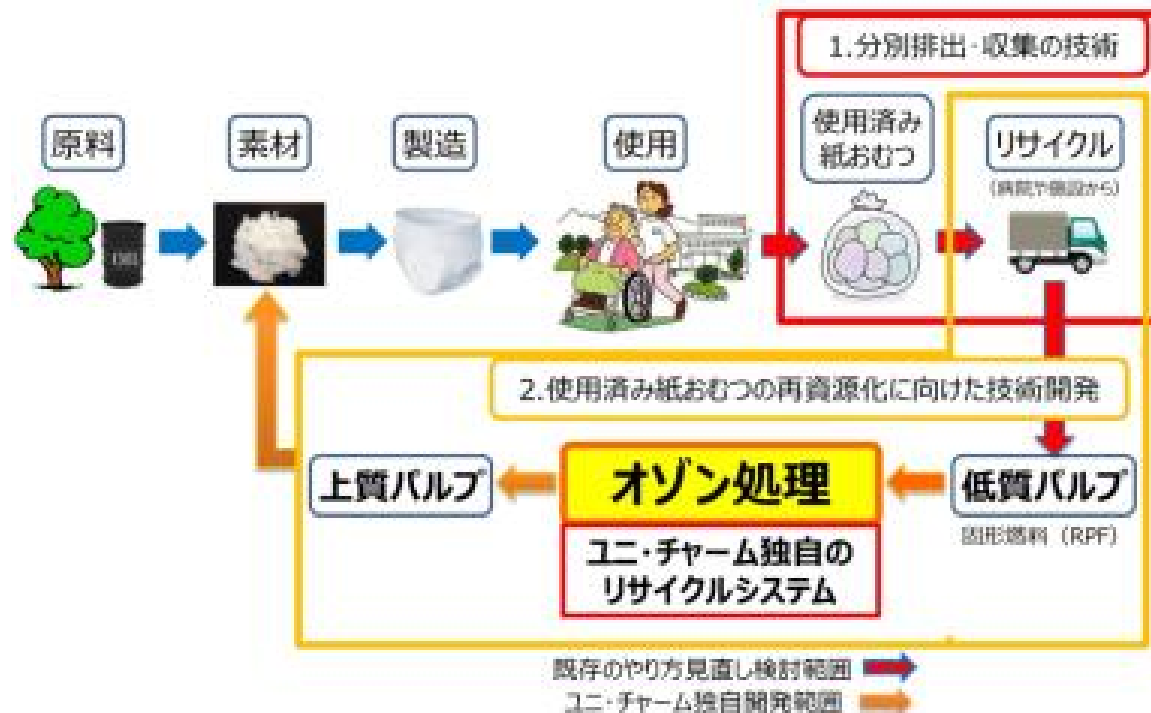 1.分別排出・収集の技術
原料
素材
製造
使用
使用済み
紙おむつ
リサイクル
(病院や施設から)
2.使用済み紙おむつの再資源化に向けた技術開発
上質パルプ
オゾン処理
低質パルプ
固形燃料（RPF）
ユニ・チャーム独自の
リサイクルシステム
既存のやり方見直し検討範囲
ユニ・チャーム独自開発範囲